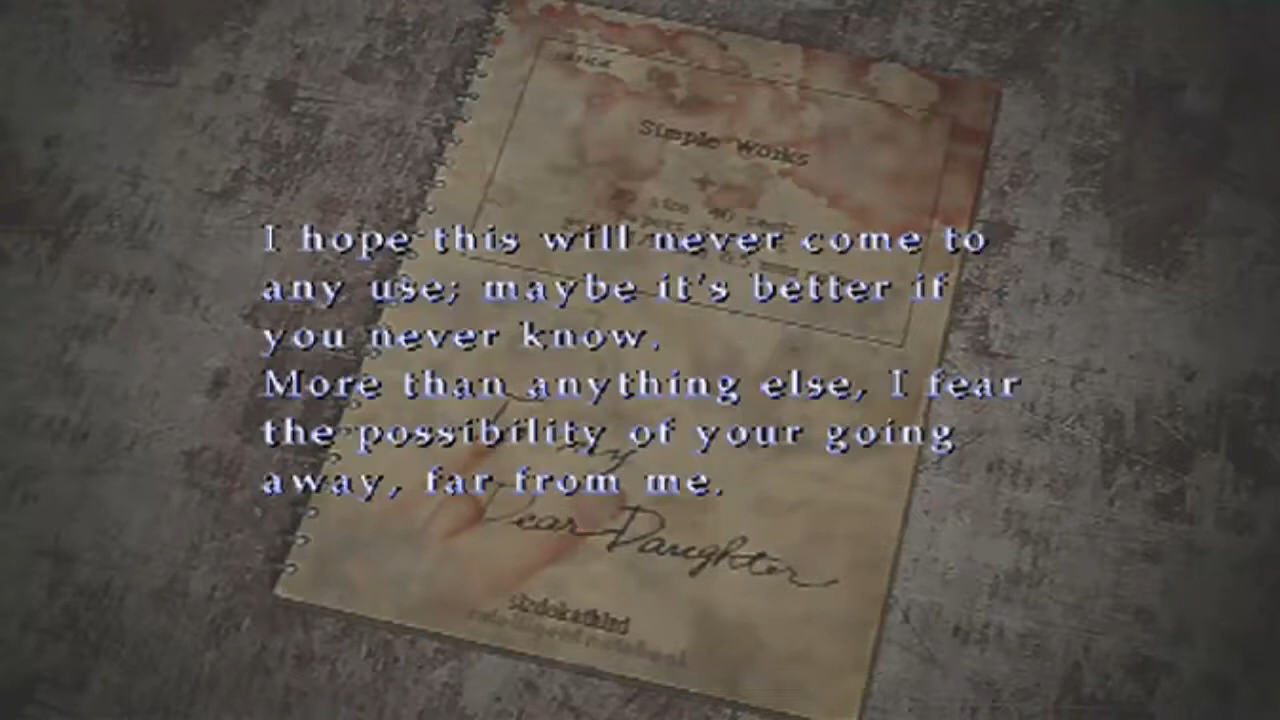 Simple Works
I hope this will never come to
any use; maybe it's better if
you never know.
More than anything else, I fear
the possibility of your going
away, far from me.
My
Dear Daughter